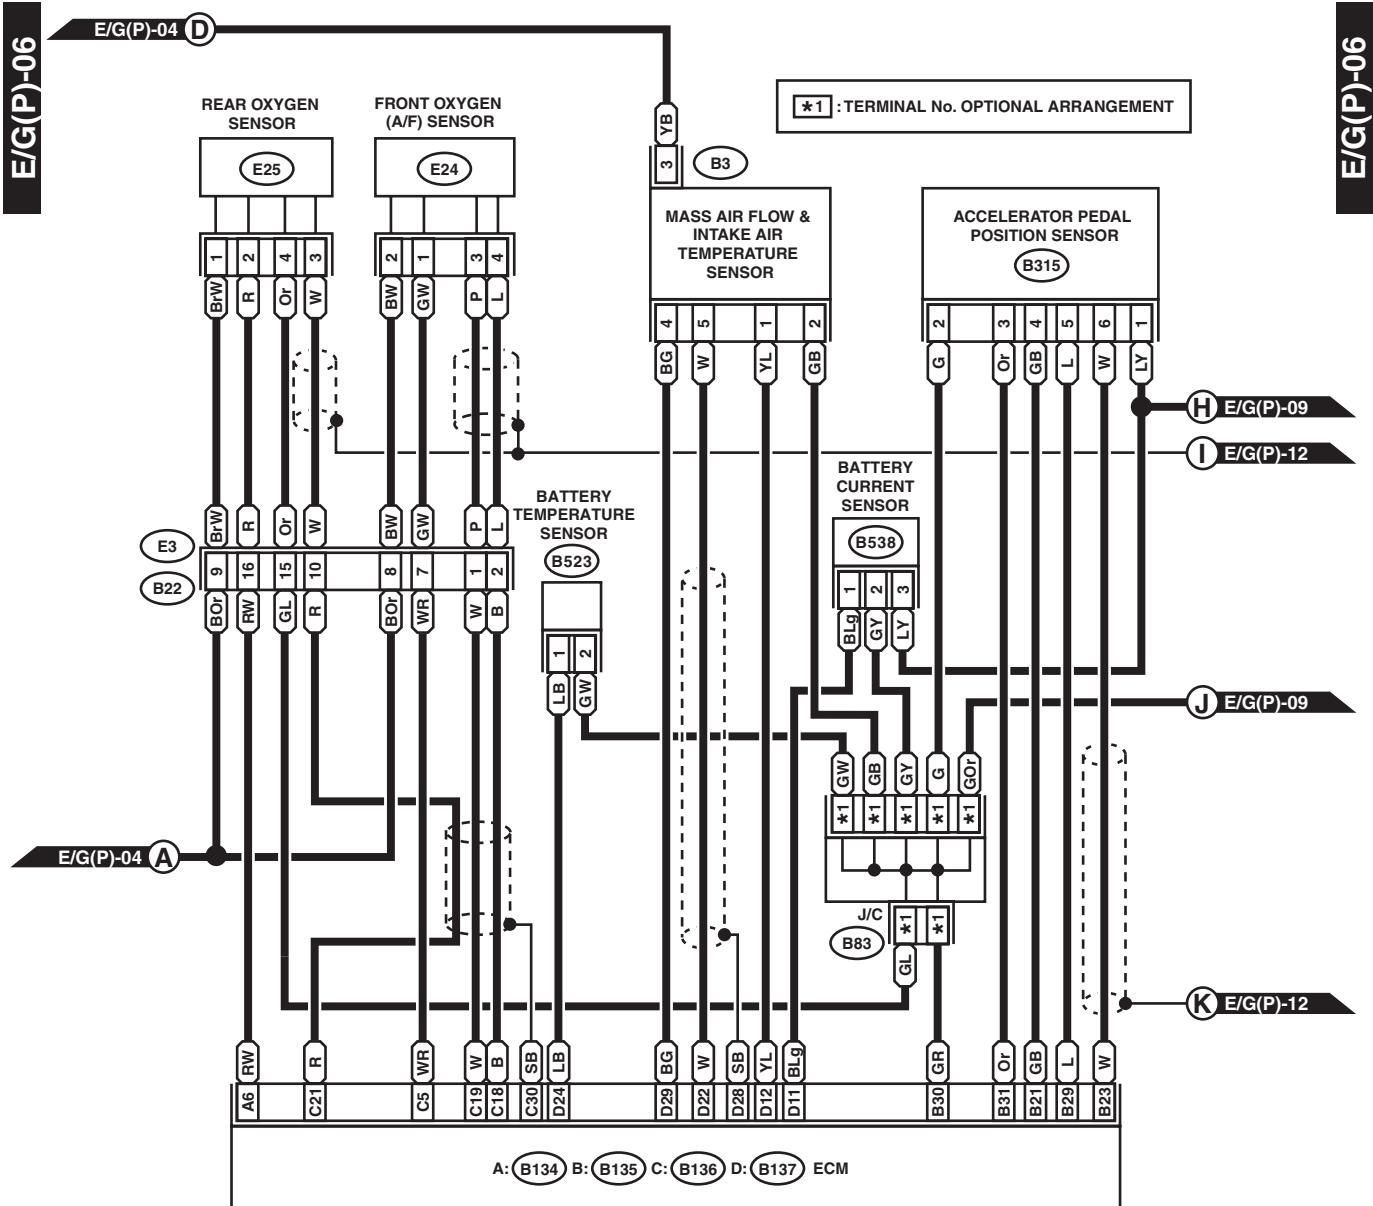 E/G(P)-06
E/G(P)-06
E/G(P)-04 D
*1 : TERMINAL No. OPTIONAL ARRANGEMENT
REAR OXYGEN
SENSOR
E25
FRONT OXYGEN
(A/F) SENSOR
E24
YB
3
B3
MASS AIR FLOW &
INTAKE AIR
TEMPERATURE
SENSOR
ACCELERATOR PEDAL
POSITION SENSOR
B315
1 2 4 3 2 1 3 4
BrW R Or W BW GW P L
4 5 1 2 2 3 4 5 6 1
BG W YL GB G Or GB L W LY
H E/G(P)-09
I E/G(P)-12
BATTERY
CURRENT
SENSOR
B538
1 2 3
BLg GY LY
BATTERY
TEMPERATURE
SENSOR
B523
1 2
LB GW
BrW R Or W BW GW P L
E3
B22
9 16 15 10 8 7 1 2
BOr RW GL R BOr WR W B
J E/G(P)-09
GW GB GY G GOr
*1 *1 *1 *1 *1
E/G(P)-04 A
J/C
B83
*1 *1
GL
K E/G(P)-12
RW R WR W B SB LB BG W SB YL BLg GR Or GB L W
A6 C21 C5 C19 C18 C30 D24 D29 D22 D28 D12 D11 B30 B31 B21 B29 B23
A: B134 B: B135 C: B136 D: B137 ECM